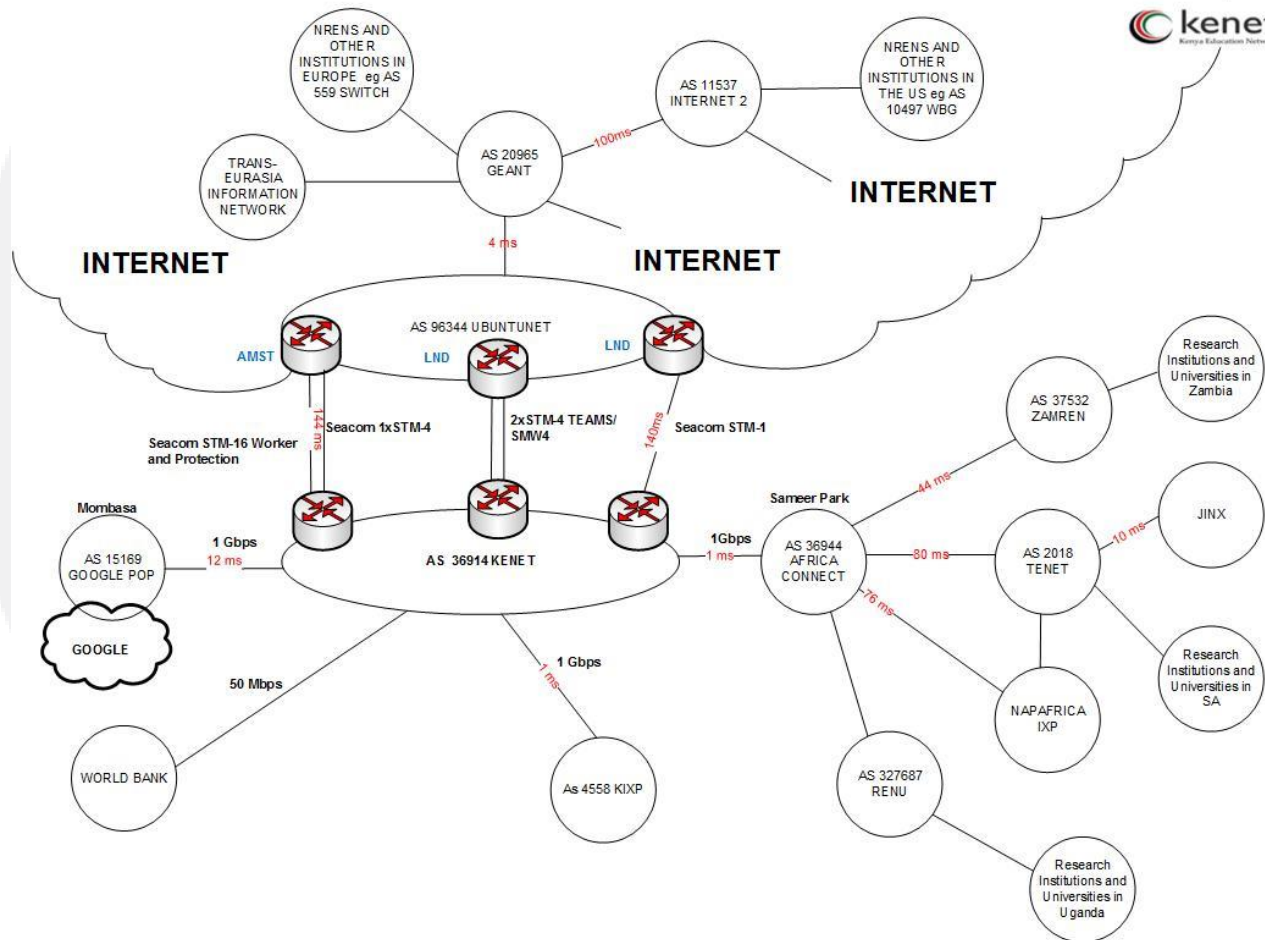 kene
Kenya Education Netw
NRENS AND
OTHER
INSTITUTIONS IN
EUROPE eg AS
559 SWITCH
AS 11537
INTERNET 2
NRENS AND
OTHER
INSTITUTIONS IN
THE US eg AS
10497 WBG
100ms
AS 20965
GEANT
TRANS-
EURASIA
INFORMATION
NETWORK
INTERNET
4 ms
INTERNET
INTERNET
AS 96344 UBUNTUNET
AMST
LND
LND
144 ms
Seacom 1xSTM-4
Seacom STM-16 Worker
and Protection
2xSTM-4 TEAMS/
SMW4
140ms
Seacom STM-1
Research
Institutions and
Universities in
Zambia
AS 37532
ZAMREN
44 ms
Mombasa
AS 15169
GOOGLE POP
GOOGLE
1 Gbps
12 ms
AS 36914 KENET
1Gbps
1 ms
Sameer Park
AS 36944
AFRICA
CONNECT
80 ms
AS 2018
TENET
10 ms
JINX
76 ms
Research
Institutions and
Universities in
SA
NAPAFRICA
IXP
50 Mbps
WORLD BANK
1 Gbps
1 ms
As 4558 KIXP
AS 327687
RENU
Research
Institutions and
Universities in
Uganda